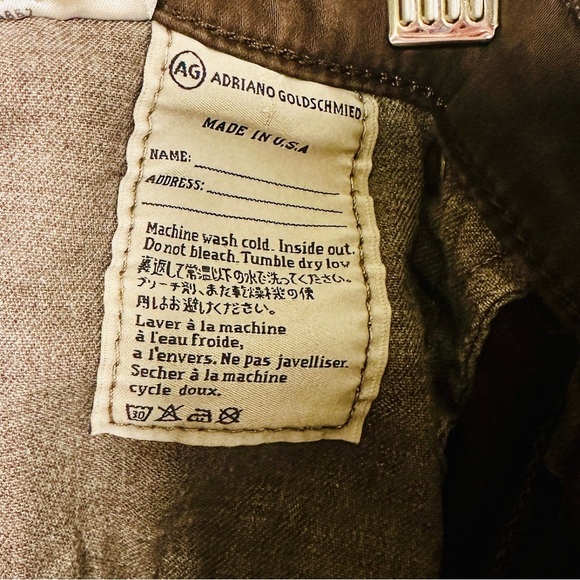 AG ADRIANO GOLDSCHMIED
MADE IN U.S.A
NAME:
ADDRESS:
Machine wash cold. Inside out.
Do not bleach. Tumble dry low
裏返して常温以下の水で洗ってください。
ブリーチ剤、また乾燥機の使
用はお避けください。
Laver à la machine
à l'eau froide,
a l'envers. Ne pas javelliser.
Secher à la machine
cycle doux.
30